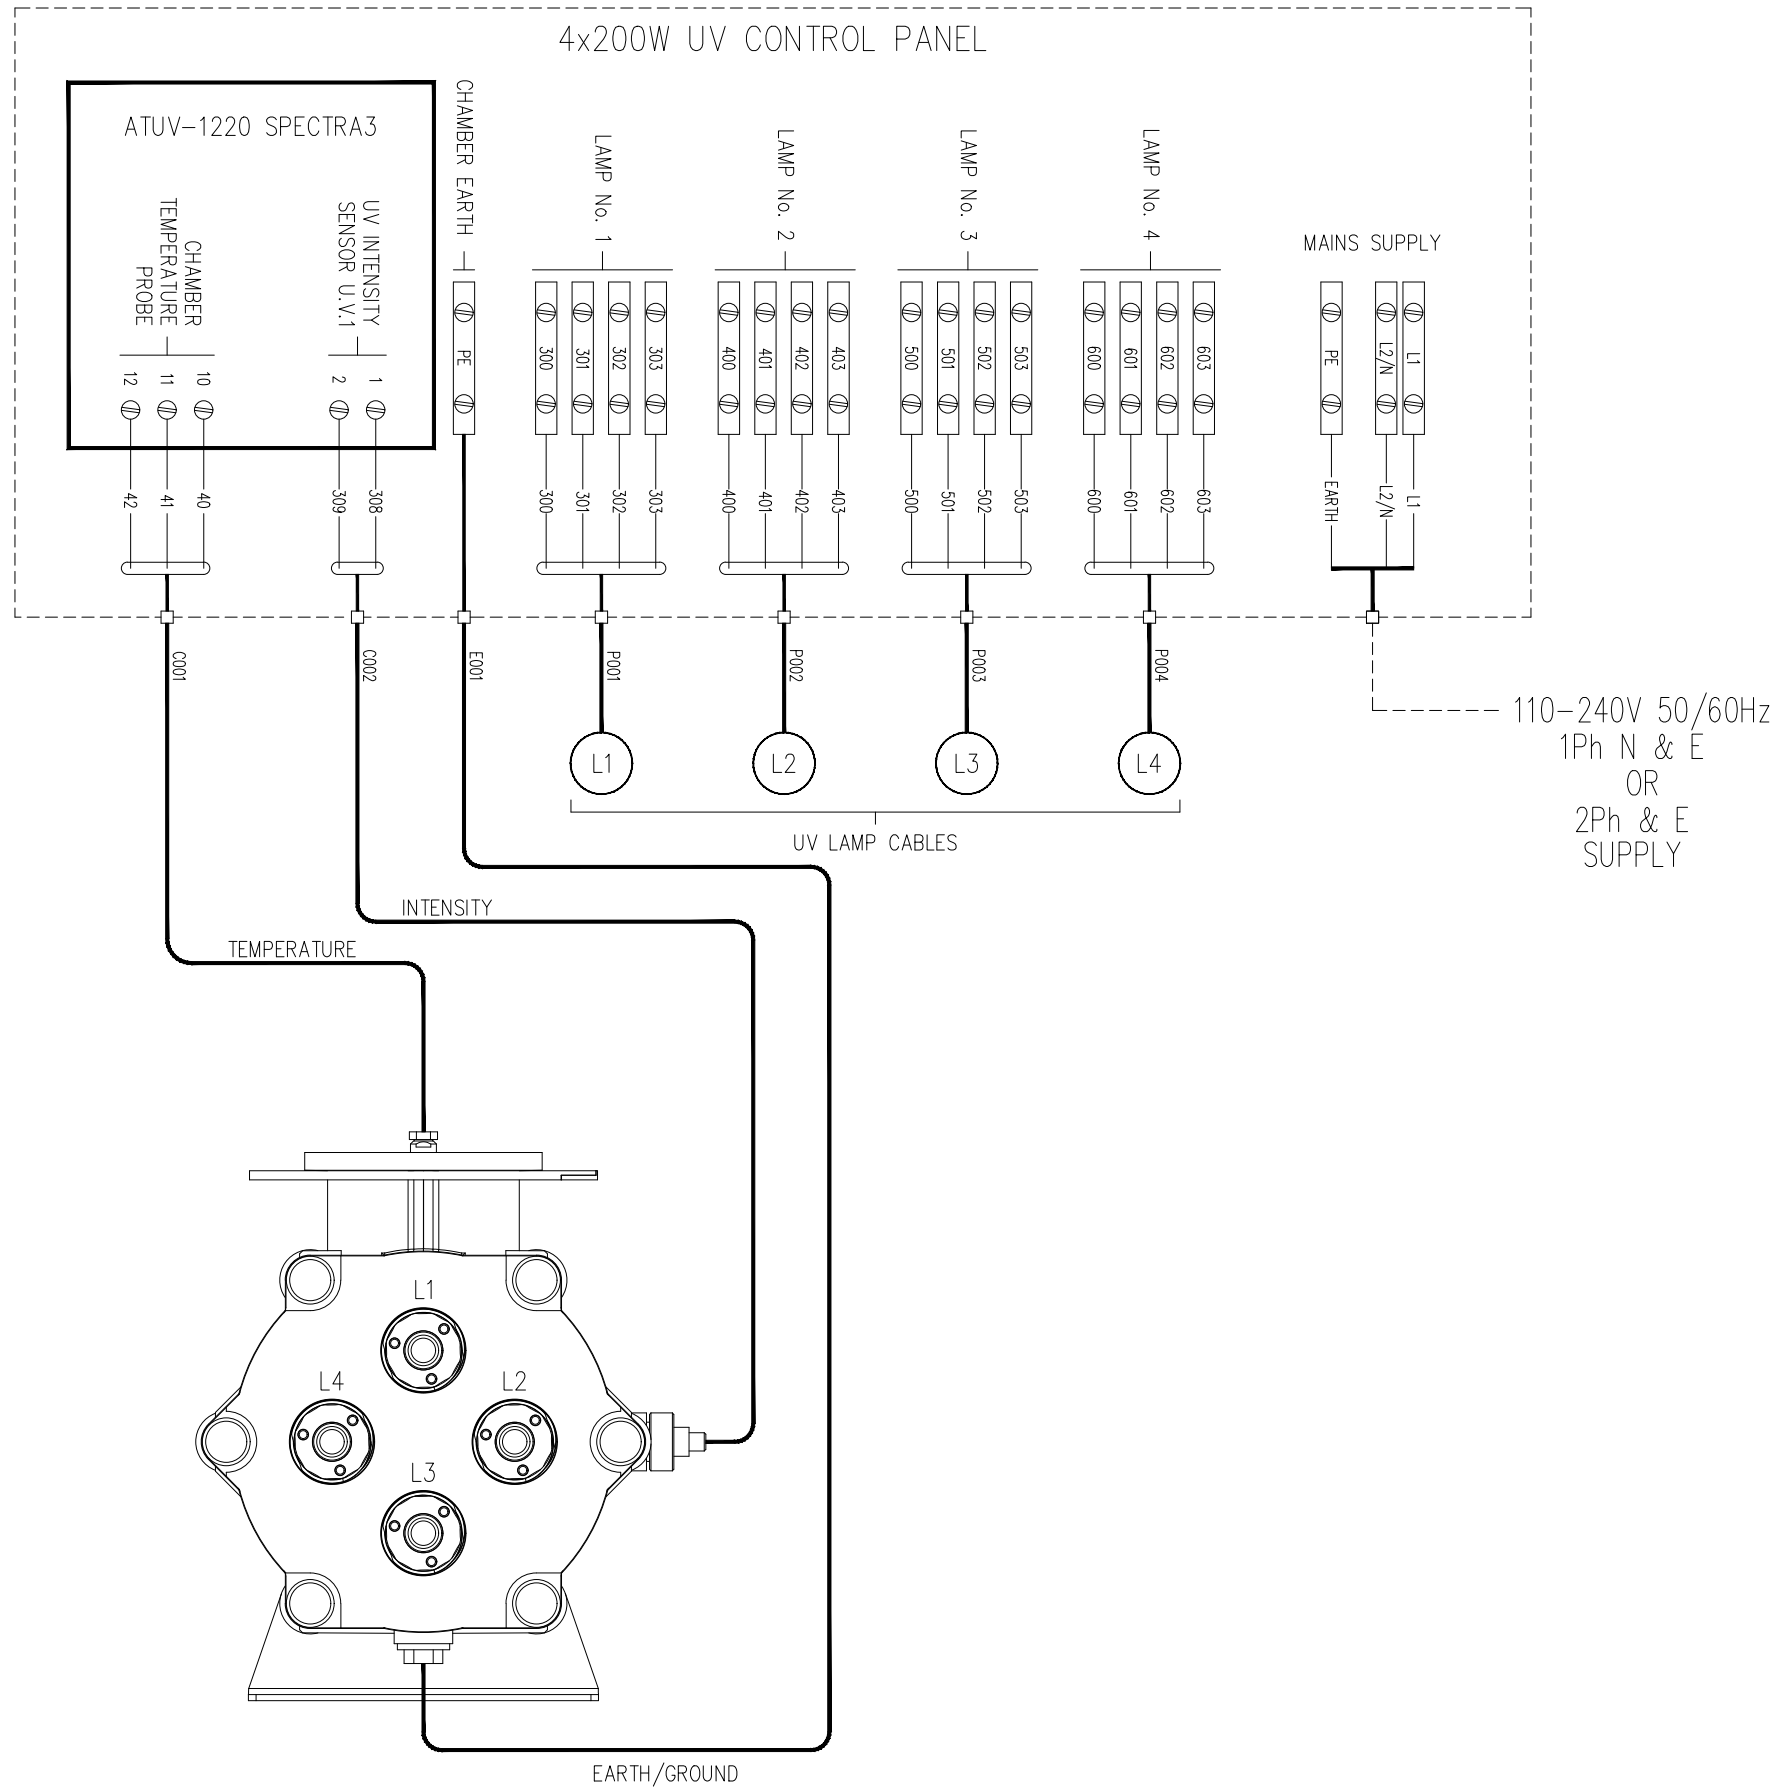 4x200W UV CONTROL PANEL
ATUV-1220 SPECTRA3
CHAMBER
TEMPERATURE
PROBE
UV INTENSITY
SENSOR U.V.1
CHAMBER EARTH
LAMP No. 1
LAMP No. 2
LAMP No. 3
LAMP No. 4
MAINS SUPPLY
12
11
10
2
1
PE
300
301
302
303
400
401
402
403
500
501
502
503
600
601
602
603
PE
L2/N
L1
42
41
40
309
308
300
301
302
303
400
401
402
403
500
501
502
503
600
601
602
603
EARTH
L2/N
L1
C001
C002
E001
P001
P002
P003
P004
L1
L2
L3
L4
UV LAMP CABLES
110-240V 50/60Hz
1Ph N & E
OR
2Ph & E
SUPPLY
INTENSITY
TEMPERATURE
L1
L4
L2
L3
EARTH/GROUND